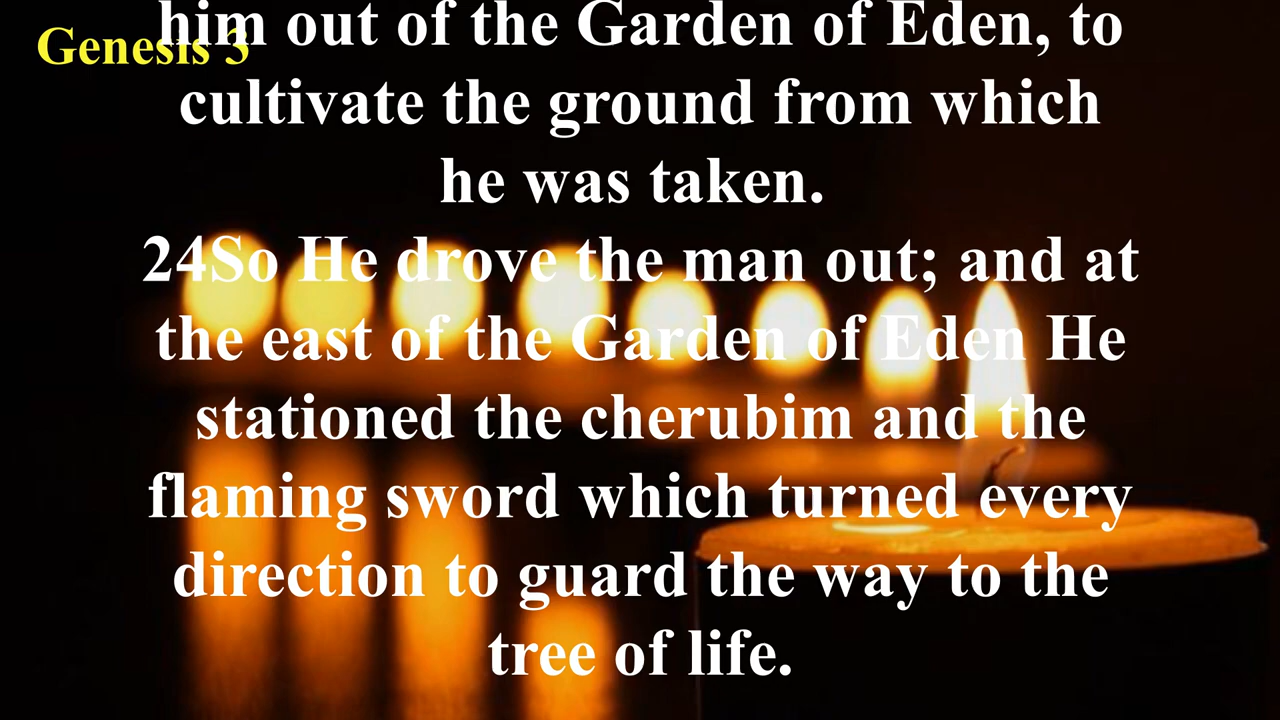 Genesis 3
him out of the Garden of Eden, to
cultivate the ground from which
he was taken.
24So He drove the man out; and at
the east of the Garden of Eden He
stationed the cherubim and the
flaming sword which turned every
direction to guard the way to the
tree of life.